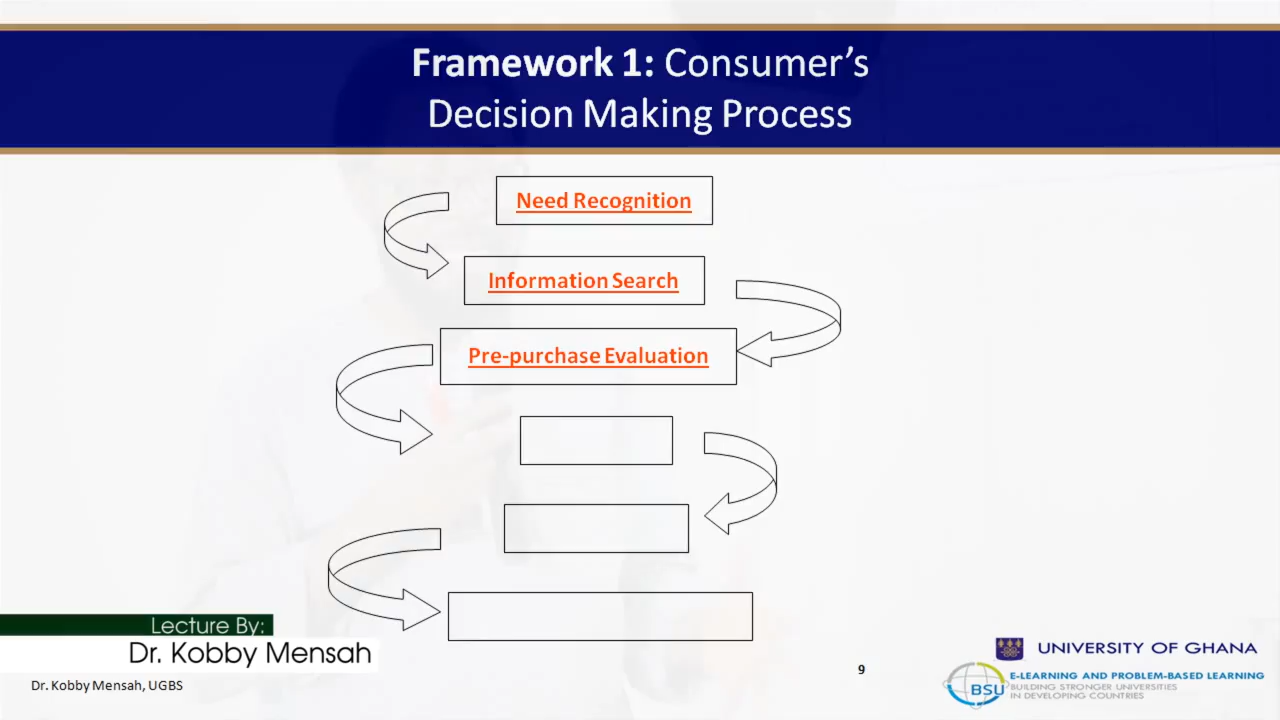 Framework 1: Consumer's
Decision Making Process
Need Recognition
Information Search
Pre-purchase Evaluation
Lecture By:
Dr. Kobby Mensah
Dr. Kobby Mensah, UGBS
9
UNIVERSITY OF GHANA
BSU
E-LEARNING AND PROBLEM-BASED LEARNING
BUILDING STRONGER UNIVERSITIES
IN DEVELOPING COUNTRIES